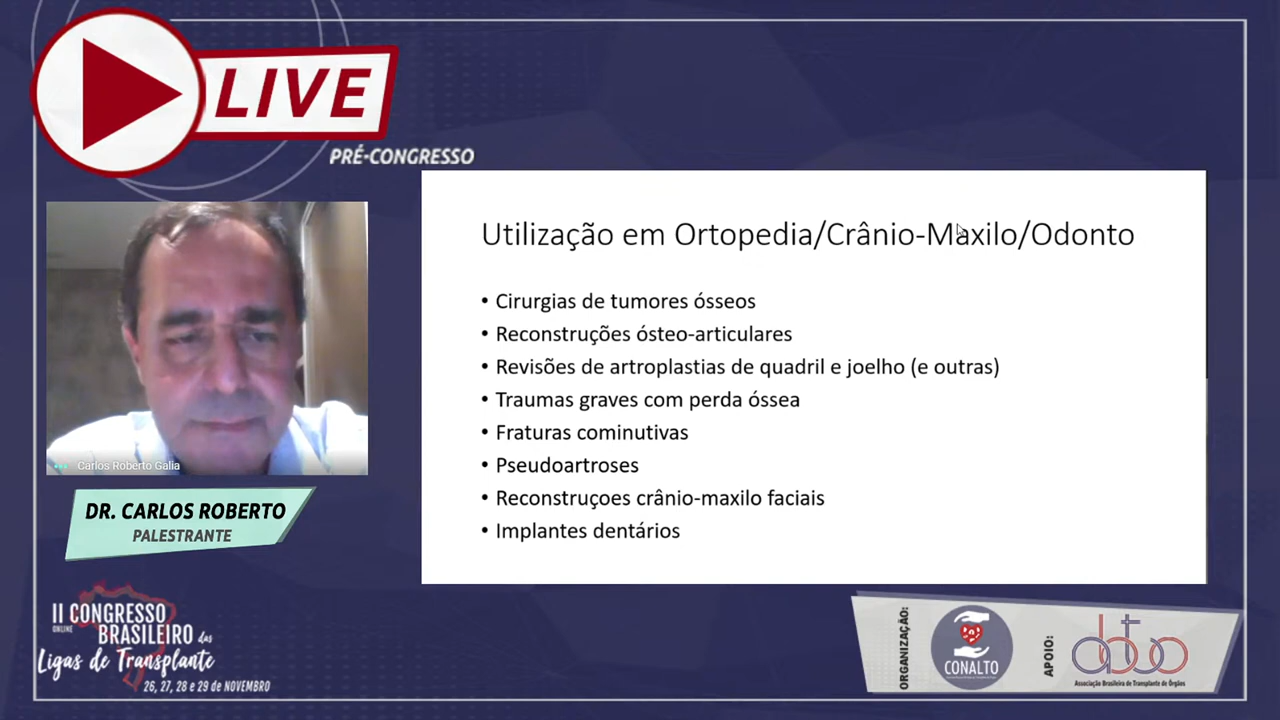 LIVE
PRÉ-CONGRESSO
Utilização em Ortopedia/Crânio-Maxilo/Odonto
• Cirurgias de tumores ósseos
• Reconstruções ósteo-articulares
• Revisões de artroplastias de quadril e joelho (e outras)
• Traumas graves com perda óssea
• Fraturas cominutivas
• Pseudoartroses
• Reconstruçoes crânio-maxilo faciais
• Implantes dentários
Carlos Roberto Galia
DR. CARLOS ROBERTO
PALESTRANTE
II CONGRESSO
ONLINE
BRASILEIRO das
Ligas de Transplante
26, 27, 28 e 29 de NOVEMBRO
ORGANIZAÇÃO:
CONALTO
APOIO:
abto
Associação Brasileira de Transplante de Órgãos